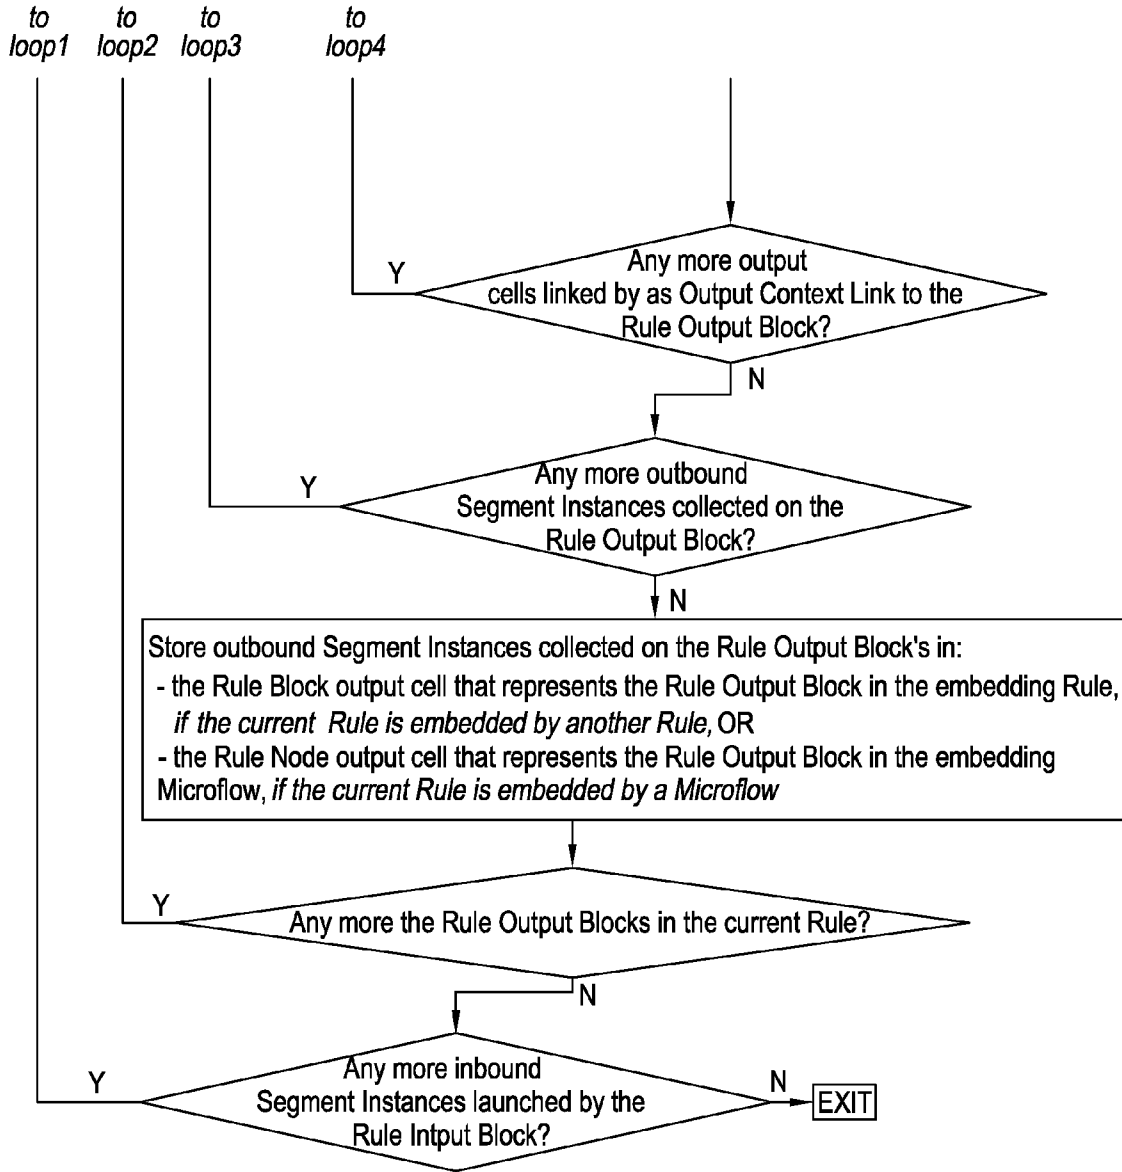 to loop1
to loop2
to loop3
to loop4
Any more output
cells linked by as Output Context Link to the
Rule Output Block?
Y
N
Any more outbound
Segment Instances collected on the
Rule Output Block?
Y
N
Store outbound Segment Instances collected on the Rule Output Block's in:
- the Rule Block output cell that represents the Rule Output Block in the embedding Rule,
if the current Rule is embedded by another Rule, OR
- the Rule Node output cell that represents the Rule Output Block in the embedding
Microflow, if the current Rule is embedded by a Microflow
Y
Any more the Rule Output Blocks in the current Rule?
N
Any more inbound
Segment Instances launched by the
Rule Intput Block?
Y
N
EXIT